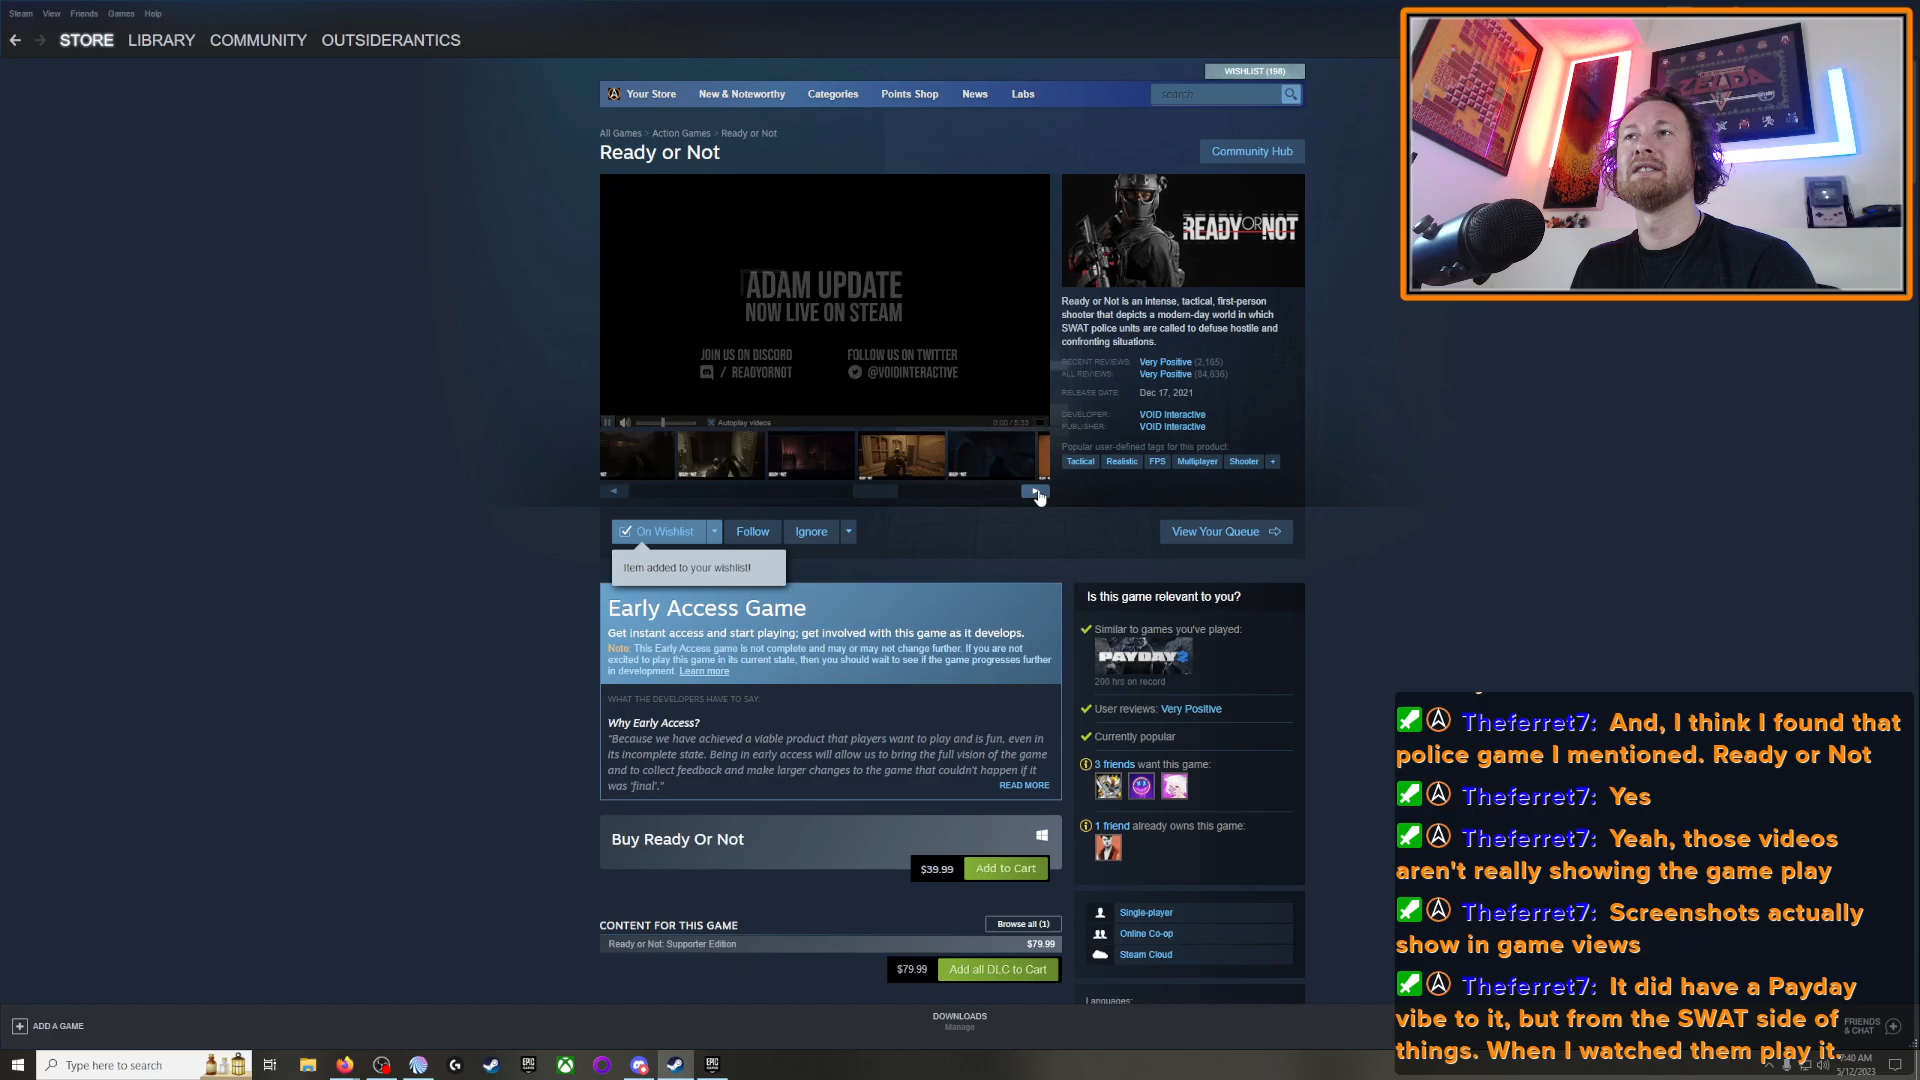 Steam View Friends Games Help
STORE LIBRARY COMMUNITY OUTSIDERANTICS
WISHLIST (198)
Your Store New & Noteworthy Categories Points Shop News Labs search
All Games > Action Games > Ready or Not
Ready or Not
Community Hub
ADAM UPDATE
NOW LIVE ON STEAM
JOIN US ON DISCORD
/ READYORNOT
FOLLOW US ON TWITTER
@VOIDINTERACTIVE
Autoplay videos
0:00 / 5:33
READY OR NOT
Ready or Not is an intense, tactical, first-person
shooter that depicts a modern-day world in which
SWAT police units are called to defuse hostile and
confronting situations.
RECENT REVIEWS: Very Positive (2,165)
ALL REVIEWS: Very Positive (84,636)
RELEASE DATE: Dec 17, 2021
DEVELOPER: VOID Interactive
PUBLISHER: VOID Interactive
Popular user-defined tags for this product:
Tactical Realistic FPS Multiplayer Shooter +
On Wishlist Follow Ignore View Your Queue
Item added to your wishlist!
Early Access Game
Get instant access and start playing; get involved with this game as it develops.
Note: This Early Access game is not complete and may or may not change further. If you are not
excited to play this game in its current state, then you should wait to see if the game progresses further
in development. Learn more
WHAT THE DEVELOPERS HAVE TO SAY:
Why Early Access?
“Because we have achieved a viable product that players want to play and is fun, even in
its incomplete state. Being in early access will allow us to bring the full vision of the game
and to collect feedback and make larger changes to the game that couldn't happen if it
was 'final'.”
READ MORE
Buy Ready Or Not
$39.99 Add to Cart
CONTENT FOR THIS GAME Browse all (1)
Ready or Not: Supporter Edition $79.99
$79.99 Add all DLC to Cart
Is this game relevant to you?
Similar to games you've played:
PAYDAY 2
200 hrs on record
User reviews: Very Positive
Currently popular
3 friends want this game:
1 friend already owns this game:
Single-player
Online Co-op
Steam Cloud
Languages:
ZELDA
Theferret7: And, I think I found that
police game I mentioned. Ready or Not
Theferret7: Yes
Theferret7: Yeah, those videos
aren't really showing the game play
Theferret7: Screenshots actually
show in game views
Theferret7: It did have a Payday
vibe to it, but from the SWAT side of
things. When I watched them play it.
ADD A GAME
DOWNLOADS
Manage
FRIENDS
& CHAT
Type here to search
7:40 AM
5/12/2023